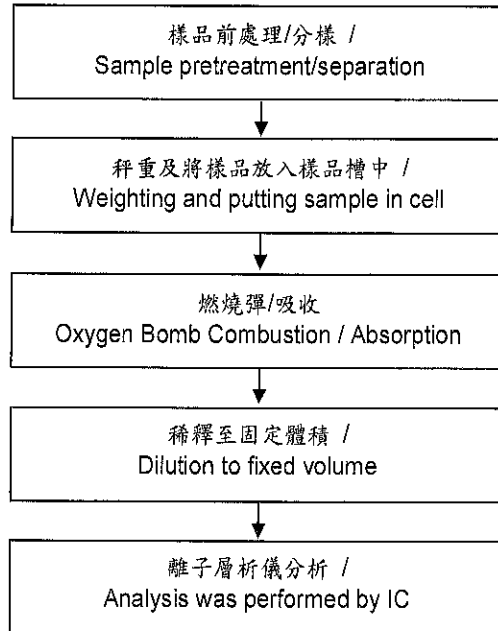 樣品前處理/分樣 /
Sample pretreatment/separation
秤重及將樣品放入樣品槽中 /
Weighting and putting sample in cell
燃燒彈/吸收
Oxygen Bomb Combustion / Absorption
稀釋至固定體積 /
Dilution to fixed volume
離子層析儀分析 /
Analysis was performed by IC